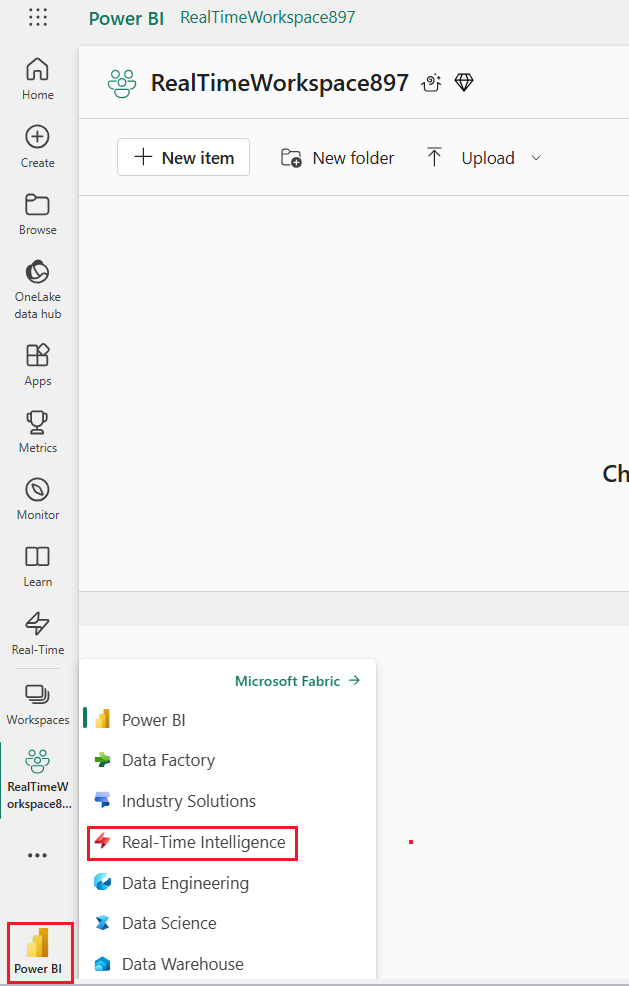 Power BI RealTimeWorkspace897
Home
Create
Browse
OneLake
data hub
Apps
Metrics
Monitor
Learn
Real-Time
Workspaces
RealTimeW
orkspace8...
Power BI
RealTimeWorkspace897
New item New folder Upload
Ch
Microsoft Fabric
Power BI
Data Factory
Industry Solutions
Real-Time Intelligence
Data Engineering
Data Science
Data Warehouse